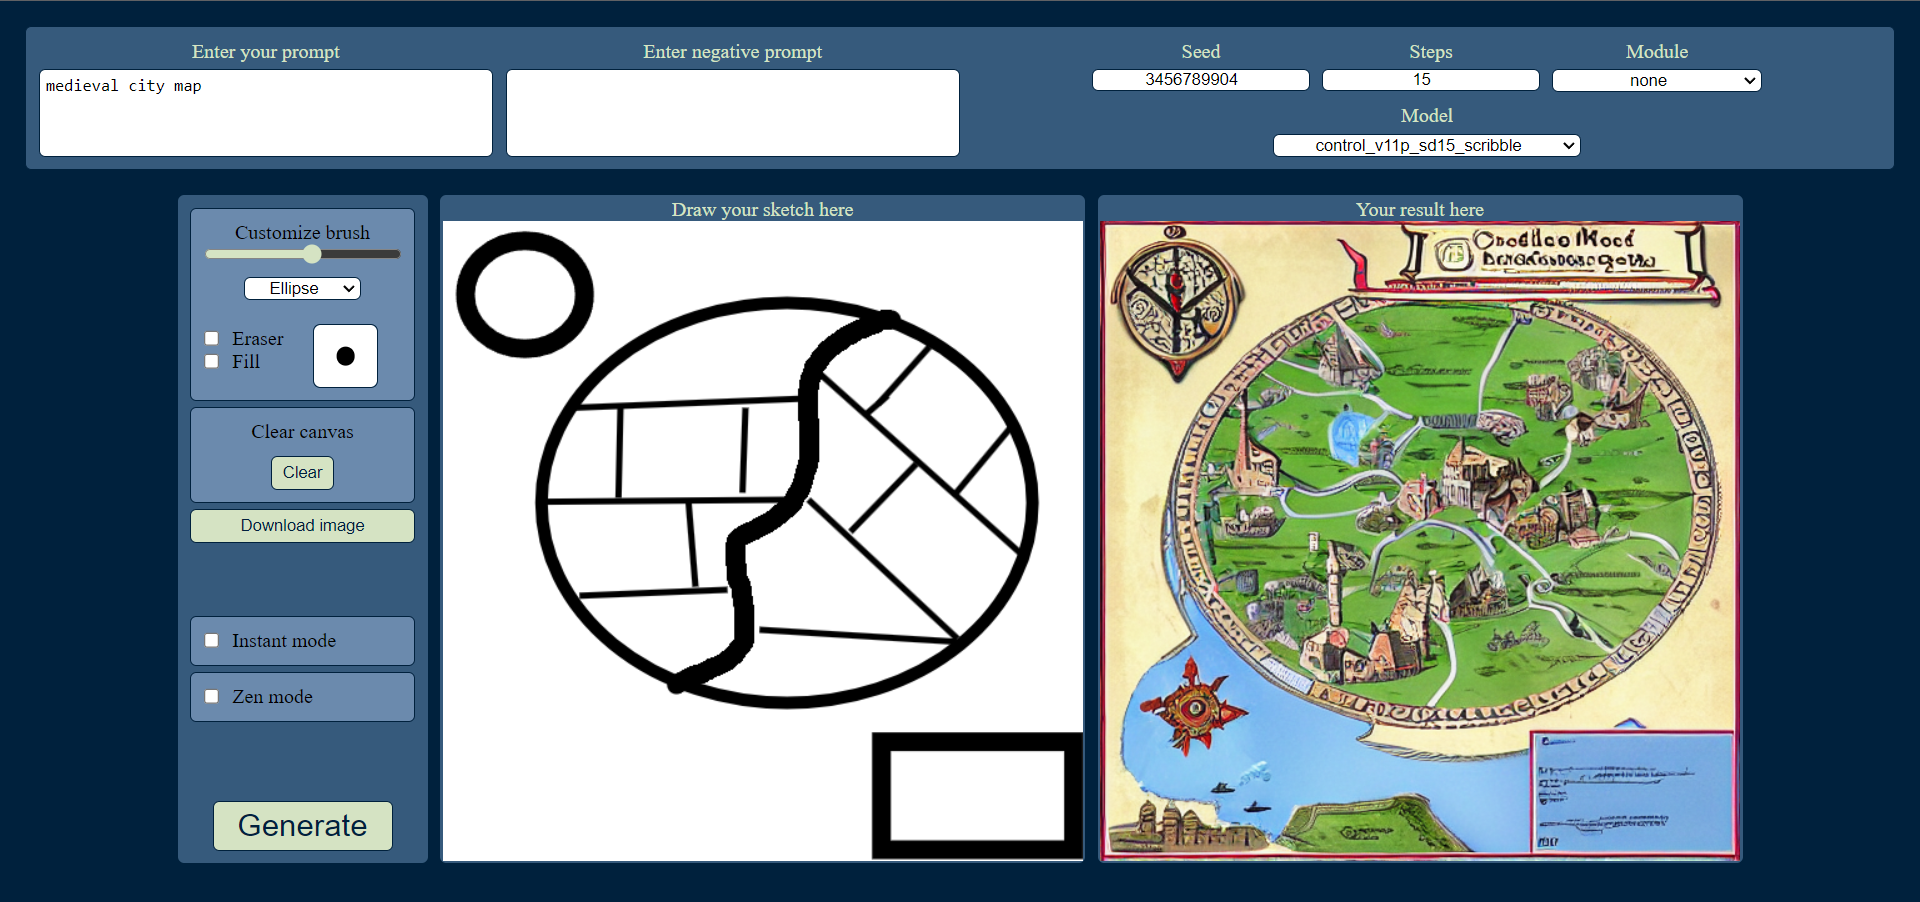 Enter your prompt
Enter negative prompt
Seed
Steps
Module
medieval city map
3456789904
15
none
Model
control_v11p_sd15_scribble
Customize brush
Ellipse
Eraser
Fill
Clear canvas
Clear
Download image
Instant mode
Zen mode
Generate
Draw your sketch here
Your result here